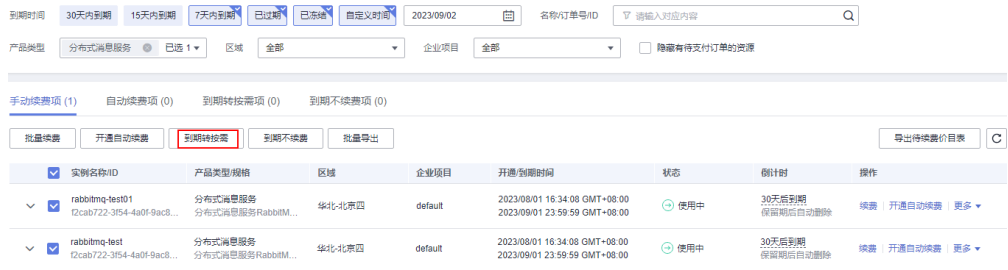 到期时间 30天内到期 15天内到期 7天内到期 已过期 已冻结 自定义时间 2023/09/02 名称/订单号/ID 请输入对应内容
产品类型 分布式消息服务 已选 1 区域 全部 企业项目 全部 隐藏有待支付订单的资源
手动续费项 (1) 自动续费项 (0) 到期转按需项 (0) 到期不续费项 (0)
批量续费 开通自动续费 到期转按需 到期不续费 批量导出 导出待续费价目表
实例名称/ID 产品类型/规格 区域 企业项目 开通/到期时间 状态 倒计时 操作
rabbitmq-test01 分布式消息服务 华北-北京四 default 2023/08/01 16:34:08 GMT+08:00 使用中 30天后到期 续费 开通自动续费 更多
f2cab722-3f54-4a0f-9ac8... 分布式消息服务RabbitM... 2023/09/01 23:59:59 GMT+08:00 保留期后自动删除
rabbitmq-test 分布式消息服务 华北-北京四 default 2023/08/01 16:34:08 GMT+08:00 使用中 30天后到期 续费 开通自动续费 更多
f2cab722-3f54-4a0f-9ac8... 分布式消息服务RabbitM... 2023/09/01 23:59:59 GMT+08:00 保留期后自动删除